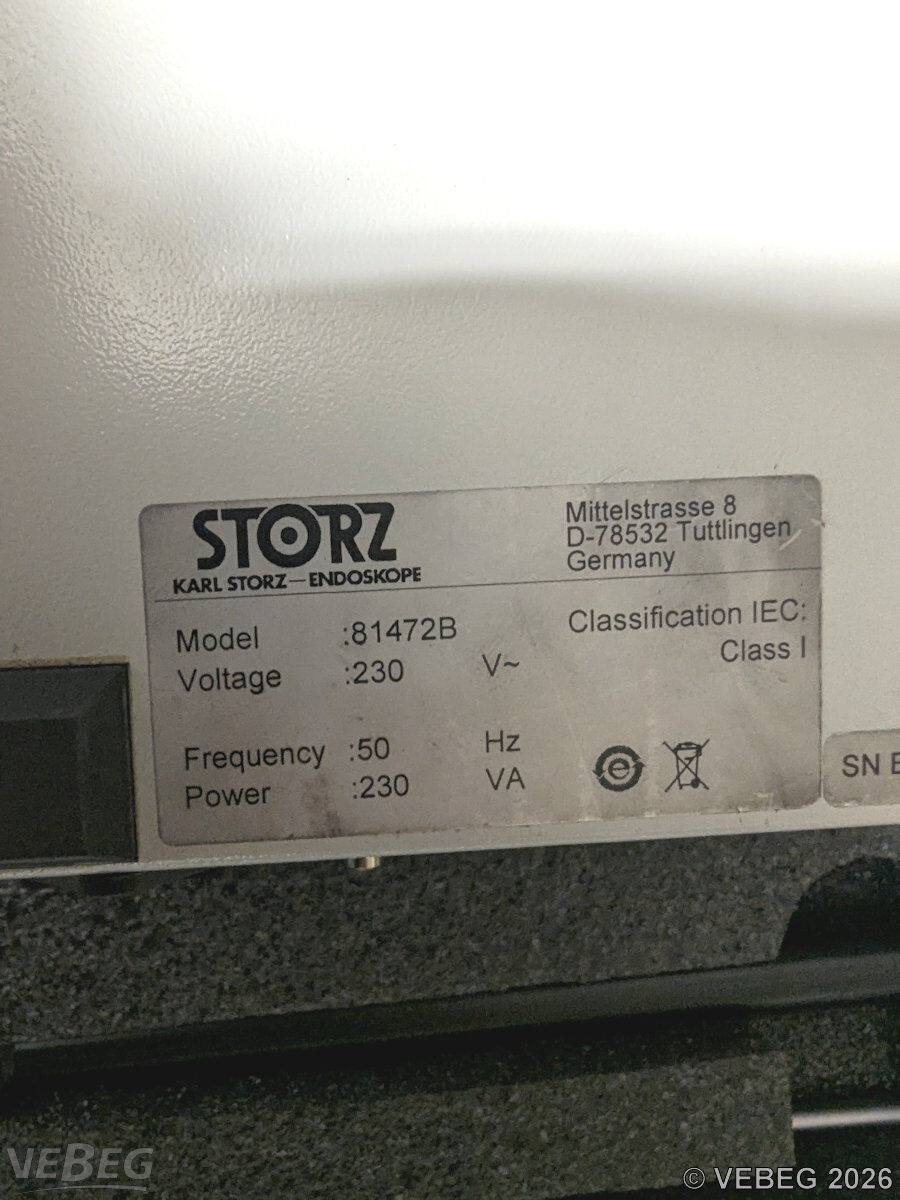 STORZ
KARL STORZ—ENDOSKOPE
Mittelstrasse 8
D-78532 Tuttlingen
Germany
Model :81472B
Voltage :230 V~
Classification IEC:
Class I
Frequency :50 Hz
Power :230 VA
e
SN
VEBEG
© VEBEG 2026